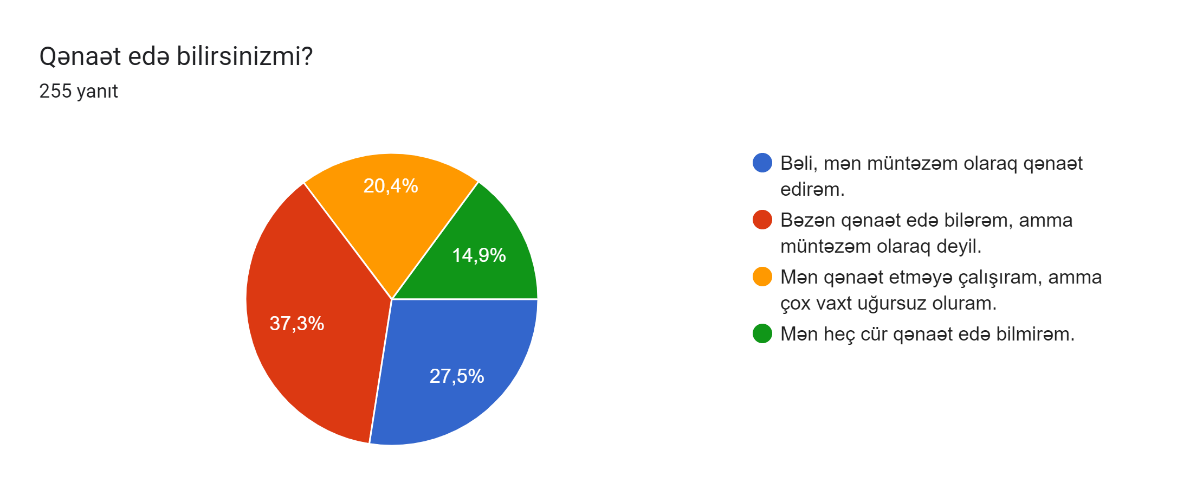 Qənaət edə bilirsinizmi?
255 yanıt
20,4%
14,9%
37,3%
27,5%
Bəli, mən müntəzəm olaraq qənaət
edirəm.
Bəzən qənaət edə bilərəm, amma
müntəzəm olaraq deyil.
Mən qənaət etməyə çalışıram, amma
çox vaxt uğursuz oluram.
Mən heç cür qənaət edə bilmirəm.